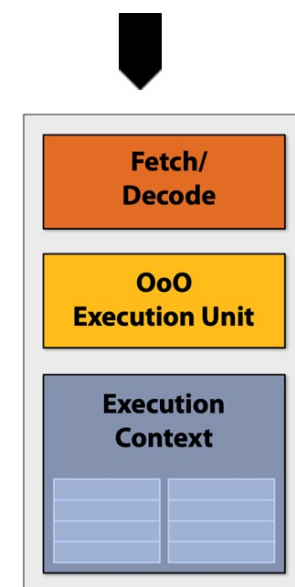 Fetch/
Decode
OoO
Execution Unit
Execution
Context